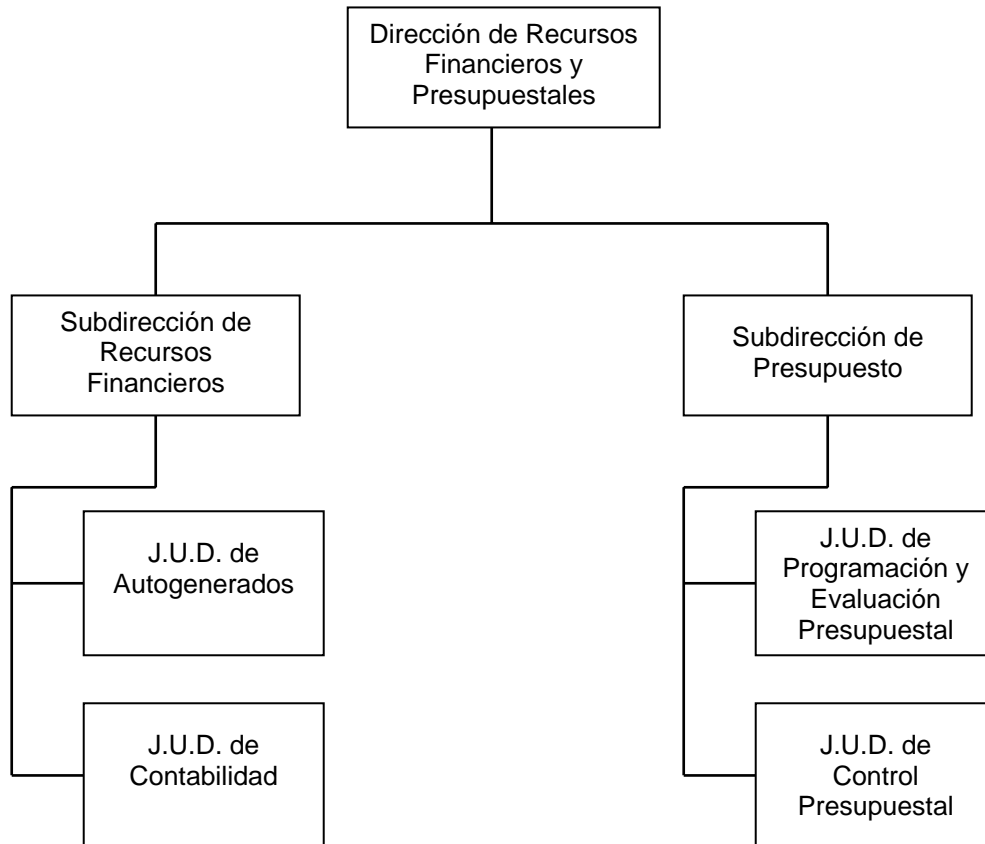 Dirección de Recursos
Financieros y
Presupuestales
Subdirección de
Recursos
Financieros
Subdirección de
Presupuesto
J.U.D. de
Autogenerados
J.U.D. de
Programación y
Evaluación
Presupuestal
J.U.D. de
Contabilidad
J.U.D. de
Control
Presupuestal